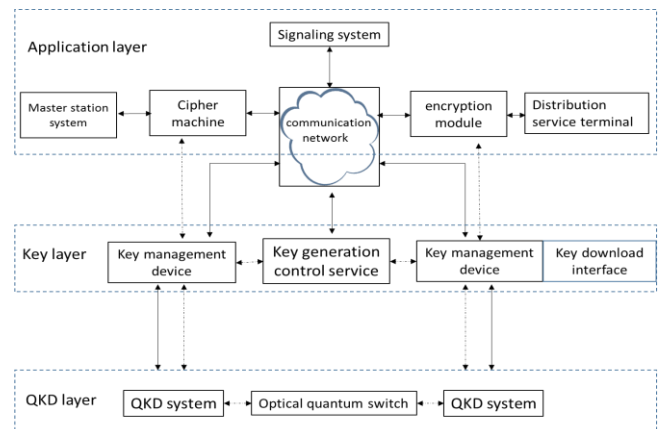 Signaling system
Application layer
Master station
system
Cipher
machine
communication
network
encryption
module
Distribution
service terminal
Key layer
Key management
device
Key generation
control service
Key management
device
Key download
interface
QKD layer
QKD system
Optical quantum switch
QKD system